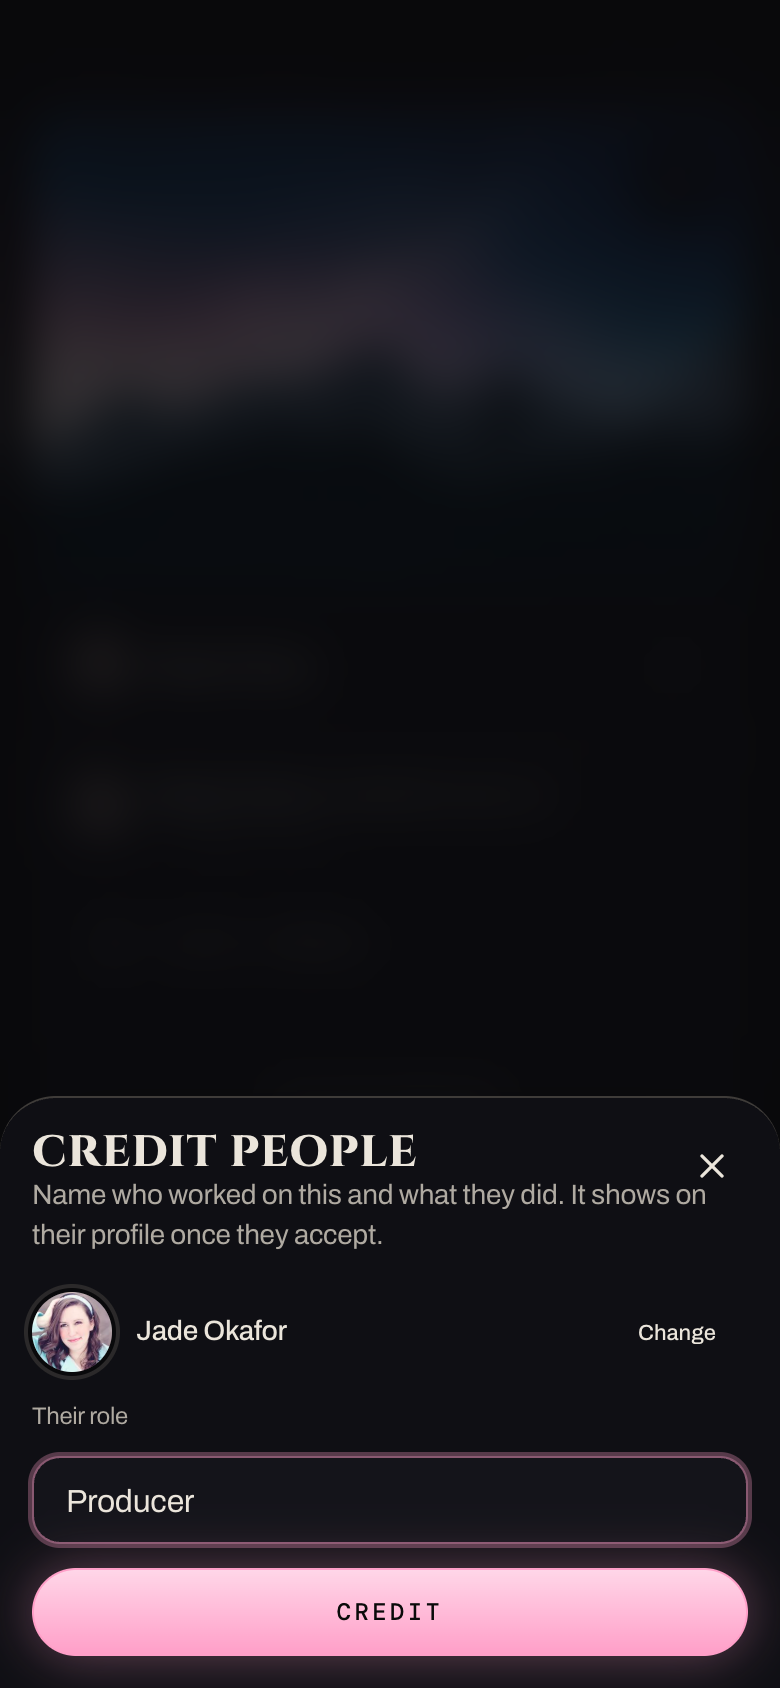 CREDIT PEOPLE
Name who worked on this and what they did. It shows on
their profile once they accept.
Jade Okafor
Change
Their role
Producer
CREDIT